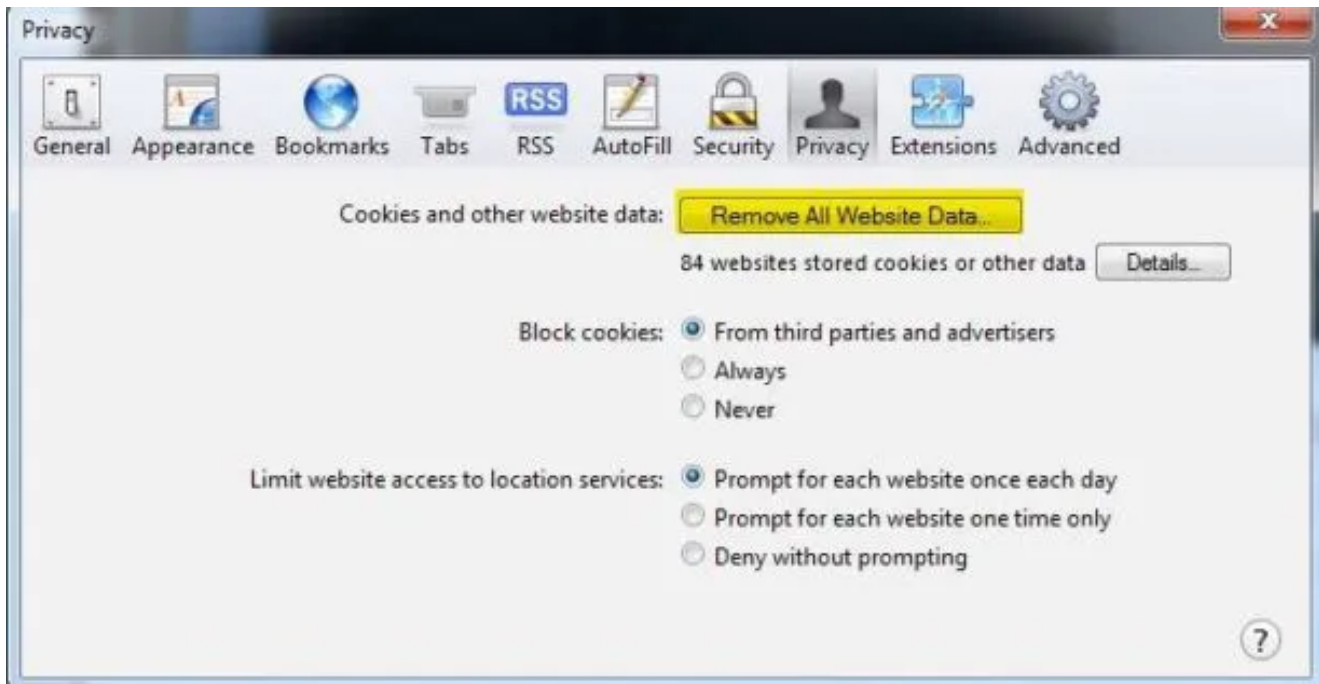 Privacy
RSS
General Appearance Bookmarks Tabs RSS AutoFill Security Privacy Extensions Advanced
Cookies and other website data: Remove All Website Data...
84 websites stored cookies or other data Details...
Block cookies: From third parties and advertisers
Always
Never
Limit website access to location services: Prompt for each website once each day
Prompt for each website one time only
Deny without prompting
?